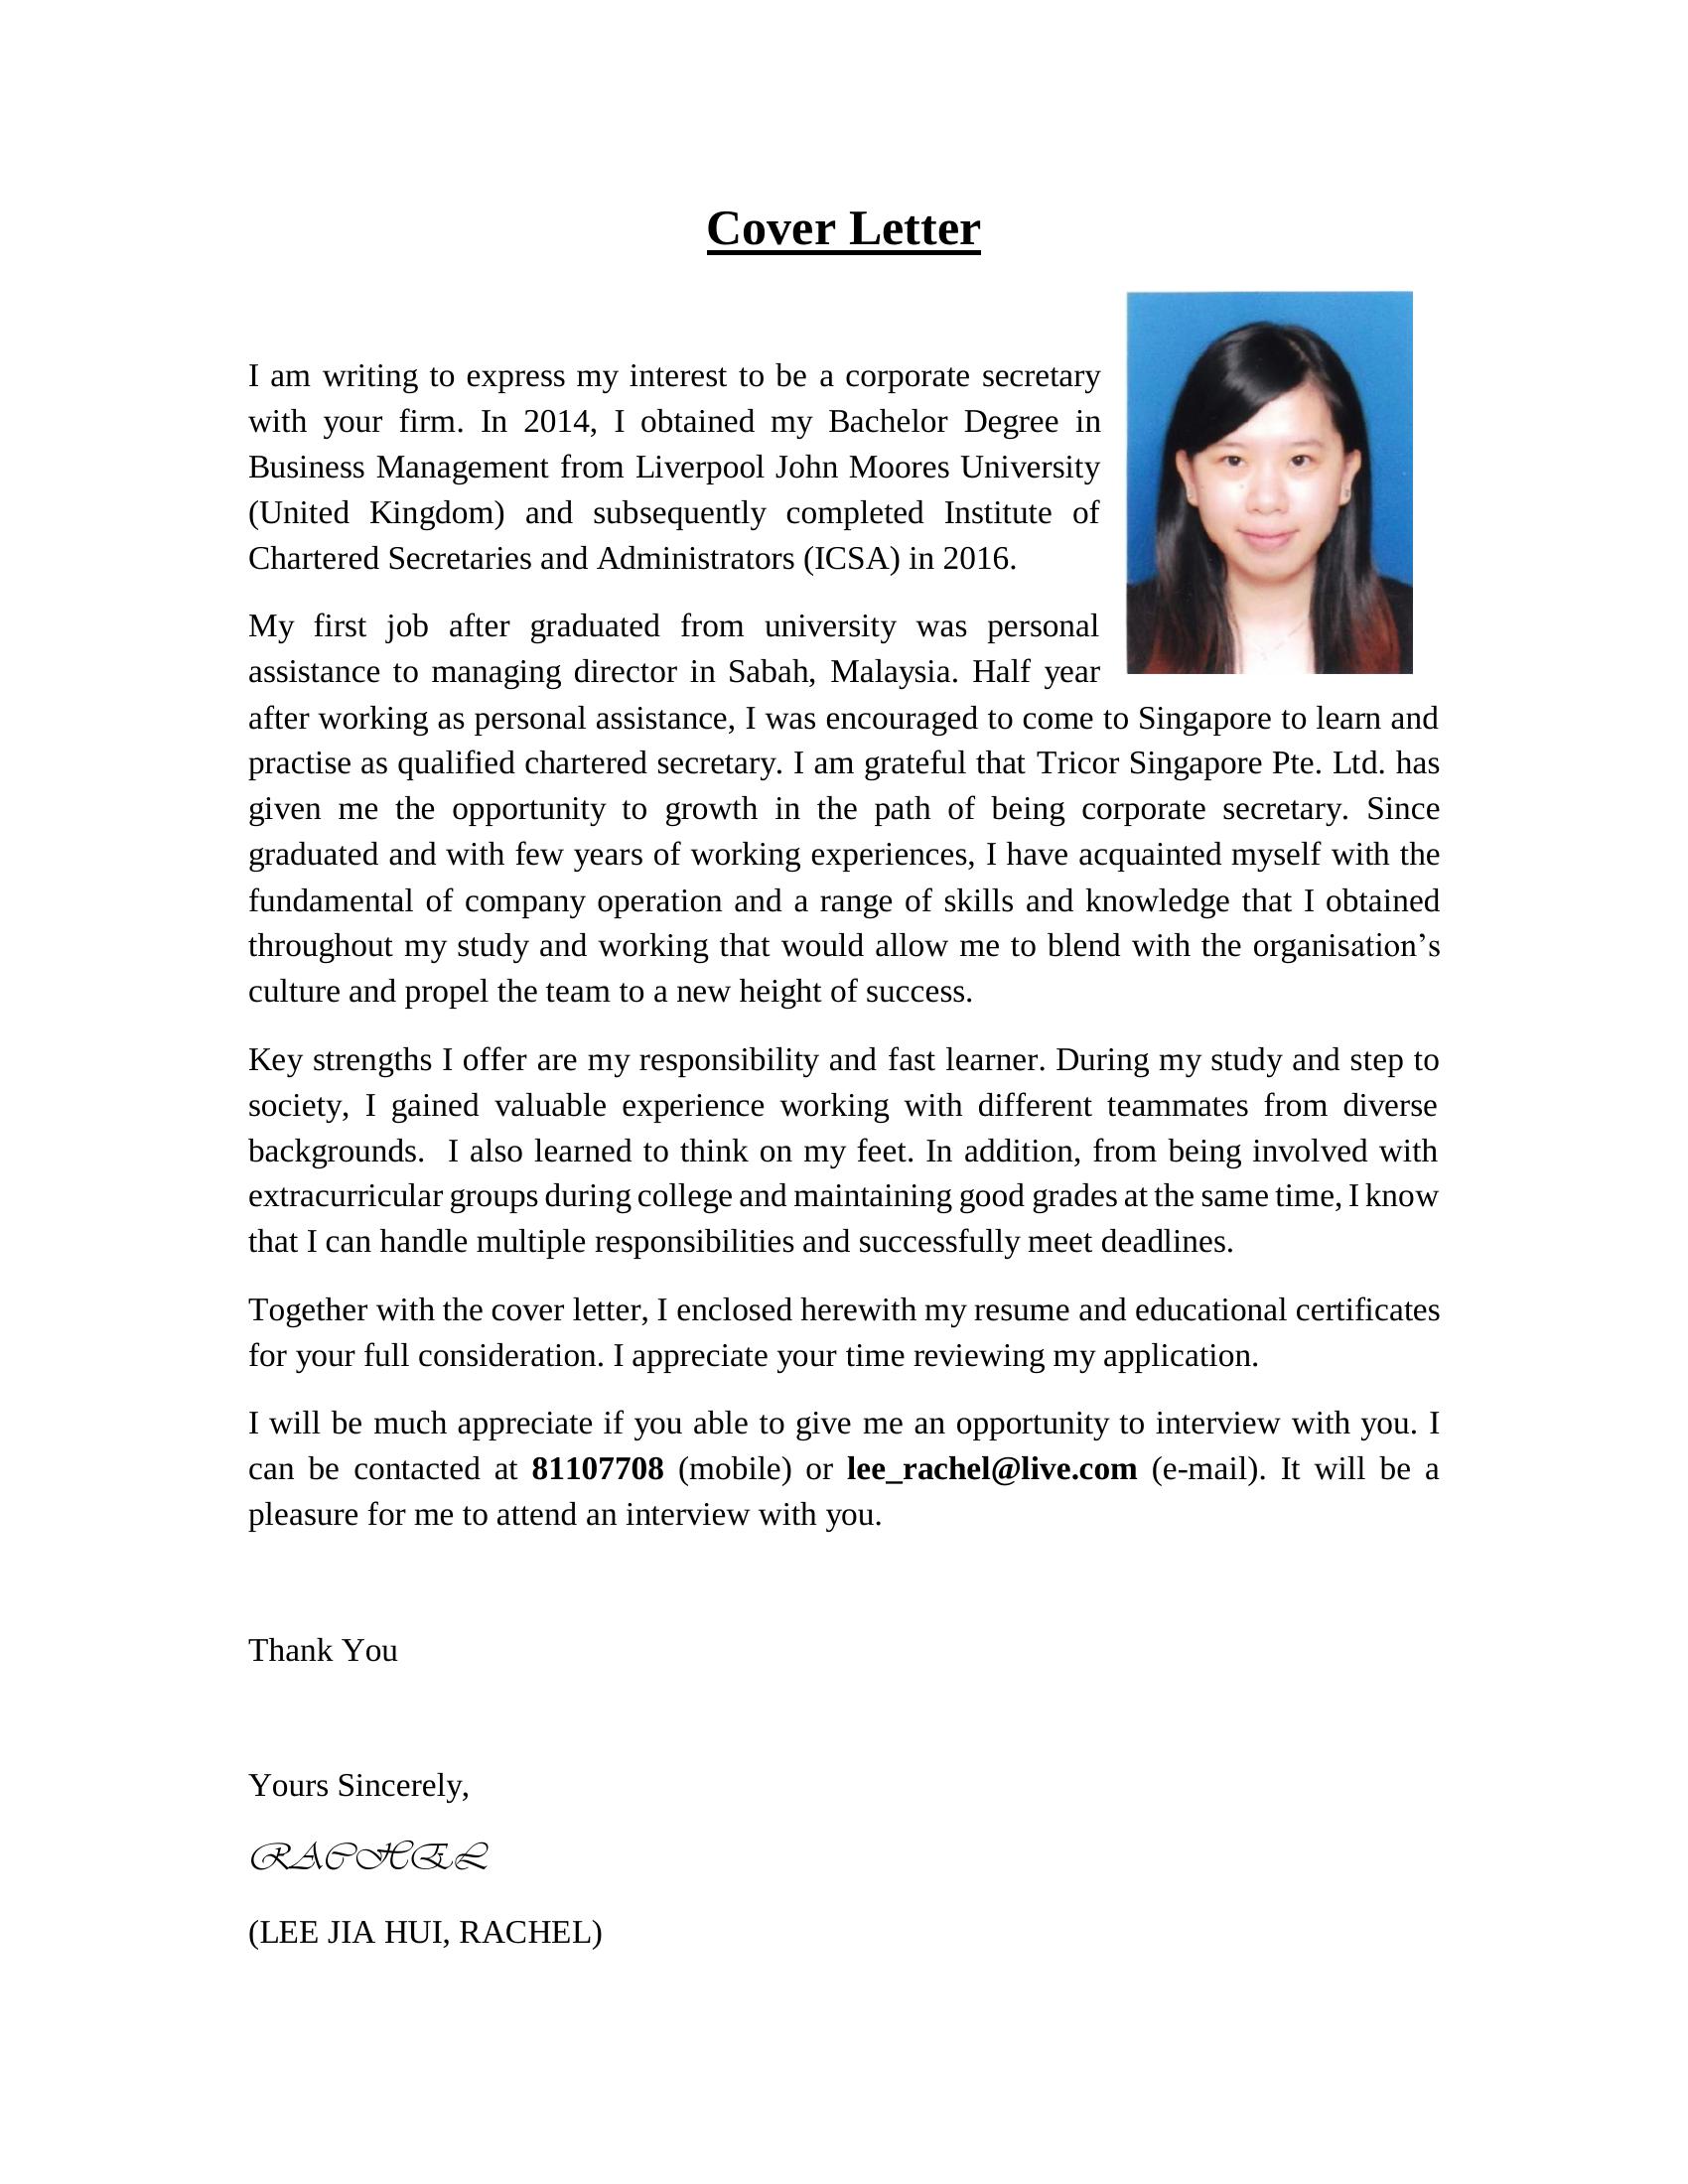 Cover Letter
I am writing to express my interest to be a corporate secretary
with your firm. In 2014, I obtained my Bachelor Degree in
Business Management from Liverpool John Moores University
(United Kingdom) and subsequently completed Institute of
Chartered Secretaries and Administrators (ICSA) in 2016.
My first job after graduated from university was personal
assistance to managing director in Sabah, Malaysia. Half year
after working as personal assistance, I was encouraged to come to Singapore to learn and
practise as qualified chartered secretary. I am grateful that Tricor Singapore Pte. Ltd. has
given me the opportunity to growth in the path of being corporate secretary. Since
graduated and with few years of working experiences, I have acquainted myself with the
fundamental of company operation and a range of skills and knowledge that I obtained
throughout my study and working that would allow me to blend with the organisation’s
culture and propel the team to a new height of success.
Key strengths I offer are my responsibility and fast learner. During my study and step to
society, I gained valuable experience working with different teammates from diverse
backgrounds.  I also learned to think on my feet. In addition, from being involved with
extracurricular groups during college and maintaining good grades at the same time, I know
that I can handle multiple responsibilities and successfully meet deadlines.
Together with the cover letter, I enclosed herewith my resume and educational certificates
for your full consideration. I appreciate your time reviewing my application.
I will be much appreciate if you able to give me an opportunity to interview with you. I
can be contacted at 81107708 (mobile) or lee_rachel@live.com (e-mail). It will be a
pleasure for me to attend an interview with you.
Thank You
Yours Sincerely,
RACHEL
(LEE JIA HUI, RACHEL)